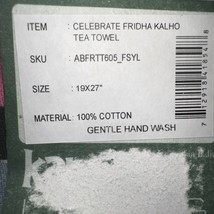 ITEM : CELEBRATE FRIDHA KALHO
TEA TOWEL
SKU : ABFRTT605_FSYL
SIZE : 19X27"
MATERIAL: 100% COTTON
GENTLE HAND WASH